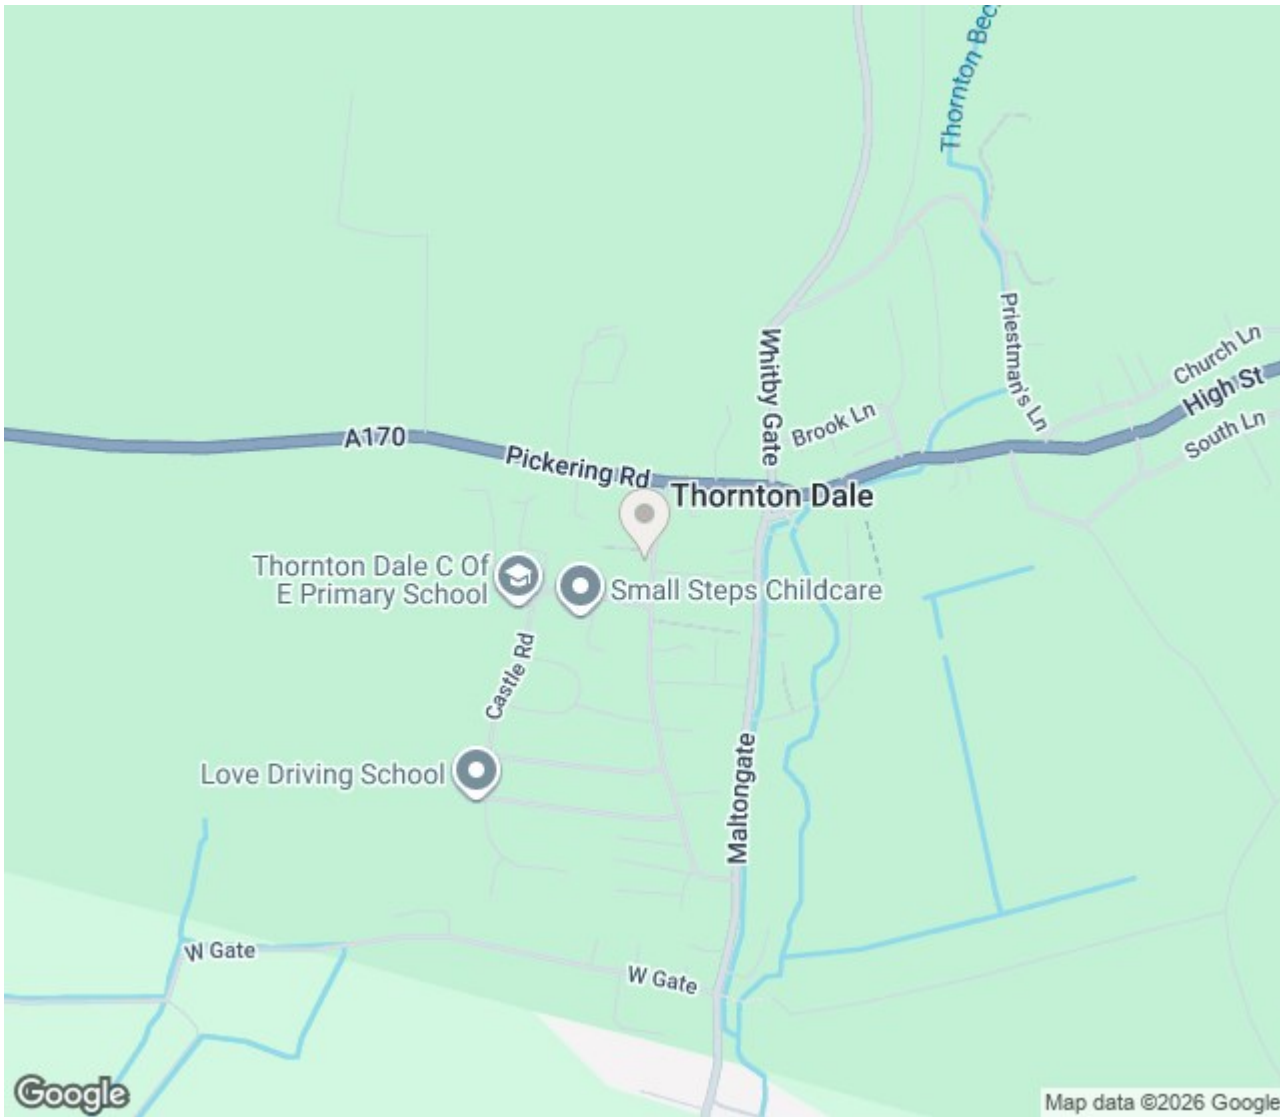 Thornton Bec
Whitby Gate
Priestman's Ln
Church Ln
High St
South Ln
Brook Ln
A170
Pickering Rd
Thornton Dale
Thornton Dale C Of
E Primary School
Small Steps Childcare
Castle Rd
Love Driving School
Maltongate
W Gate
W Gate
Google
Map data ©2026 Google